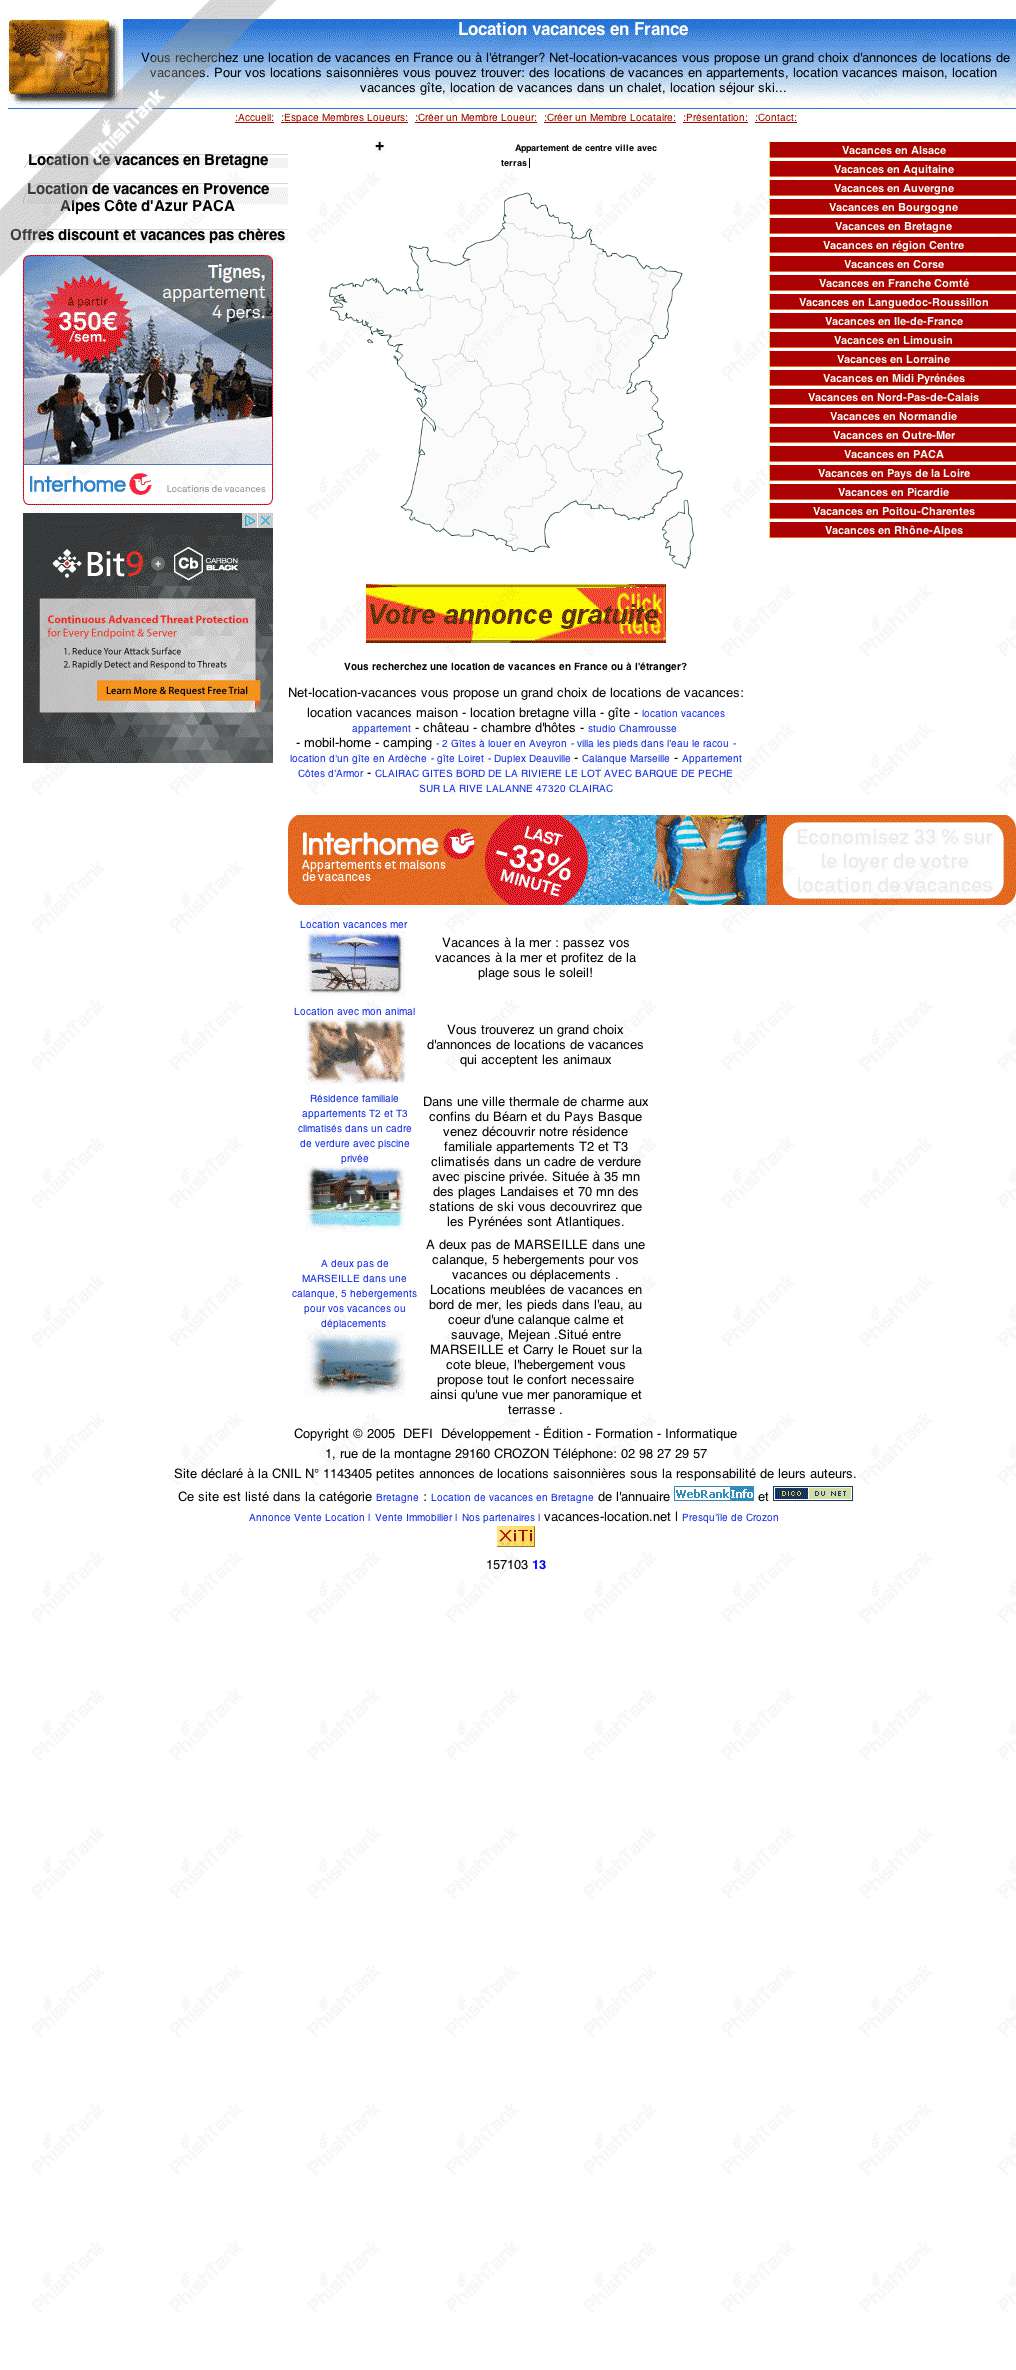 Location vacances en France
Vous recherchez une location de vacances en France ou à l'étranger? Net-location-vacances vous propose un grand choix d'annonces de locations de
vacances. Pour vos locations saisonnières vous pouvez trouver: des locations de vacances en appartements, location vacances maison, location
vacances gîte, location de vacances dans un chalet, location séjour ski...
:Accueil: :Espace Membres Loueurs: :Créer un Membre Loueur: :Créer un Membre Locataire: :Présentation: :Contact:
PhishTank
Location de vacances en Bretagne
Location de vacances en Provence
Alpes Côte d'Azur PACA
Offres discount et vacances pas chères
Tignes,
appartement
4 pers.
à partir
350€
/sem.
Interhome
Locations de vacances
Bit9 + Cb CARBON
BLACK
Continuous Advanced Threat Protection
for Every Endpoint & Server
1. Reduce Your Attack Surface
2. Rapidly Detect and Respond to Threats
Learn More & Request Free Trial
+
Appartement de centre ville avec
terras
Vacances en Alsace
Vacances en Aquitaine
Vacances en Auvergne
Vacances en Bourgogne
Vacances en Bretagne
Vacances en région Centre
Vacances en Corse
Vacances en Franche Comté
Vacances en Languedoc-Roussillon
Vacances en Ile-de-France
Vacances en Limousin
Vacances en Lorraine
Vacances en Midi Pyrénées
Vacances en Nord-Pas-de-Calais
Vacances en Normandie
Vacances en Outre-Mer
Vacances en PACA
Vacances en Pays de la Loire
Vacances en Picardie
Vacances en Poitou-Charentes
Vacances en Rhône-Alpes
Votre annonce gratuite
Click
Here
Vous recherchez une location de vacances en France ou à l'étranger?
Net-location-vacances vous propose un grand choix de locations de vacances:
location vacances maison - location bretagne villa - gîte - location vacances
appartement - château - chambre d'hôtes - studio Chamrousse
- mobil-home - camping - 2 Gîtes à louer en Aveyron - villa les pieds dans l'eau le racou -
location d'un gîte en Ardèche - gîte Loiret - Duplex Deauville - Calanque Marseille - Appartement
Côtes d'Armor - CLAIRAC GITES BORD DE LA RIVIERE LE LOT AVEC BARQUE DE PECHE
SUR LA RIVE LALANNE 47320 CLAIRAC
Interhome
Appartements et maisons
de vacances
LAST
-33%
MINUTE
Economisez 33 % sur
le loyer de votre
location de vacances
Location vacances mer
Vacances à la mer : passez vos
vacances à la mer et profitez de la
plage sous le soleil!
Location avec mon animal
Vous trouverez un grand choix
d'annonces de locations de vacances
qui acceptent les animaux
Résidence familiale
appartements T2 et T3
climatisés dans un cadre
de verdure avec piscine
privée
Dans une ville thermale de charme aux
confins du Béarn et du Pays Basque
venez découvrir notre résidence
familiale appartements T2 et T3
climatisés dans un cadre de verdure
avec piscine privée. Située à 35 mn
des plages Landaises et 70 mn des
stations de ski vous decouvrirez que
les Pyrénées sont Atlantiques.
A deux pas de
MARSEILLE dans une
calanque, 5 hebergements
pour vos vacances ou
déplacements
A deux pas de MARSEILLE dans une
calanque, 5 hebergements pour vos
vacances ou déplacements .
Locations meublées de vacances en
bord de mer, les pieds dans l'eau, au
coeur d'une calanque calme et
sauvage, Mejean .Situé entre
MARSEILLE et Carry le Rouet sur la
cote bleue, l'hebergement vous
propose tout le confort necessaire
ainsi qu'une vue mer panoramique et
terrasse .
Copyright © 2005 DEFI Développement - Édition - Formation - Informatique
1, rue de la montagne 29160 CROZON Téléphone: 02 98 27 29 57
Site déclaré à la CNIL N° 1143405 petites annonces de locations saisonnières sous la responsabilité de leurs auteurs.
Ce site est listé dans la catégorie Bretagne : Location de vacances en Bretagne de l'annuaire WebRankInfo et DICO DU NET
Annonce Vente Location | Vente Immobilier | Nos partenaires | vacances-location.net | Presqu'île de Crozon
XiTi
157103 13